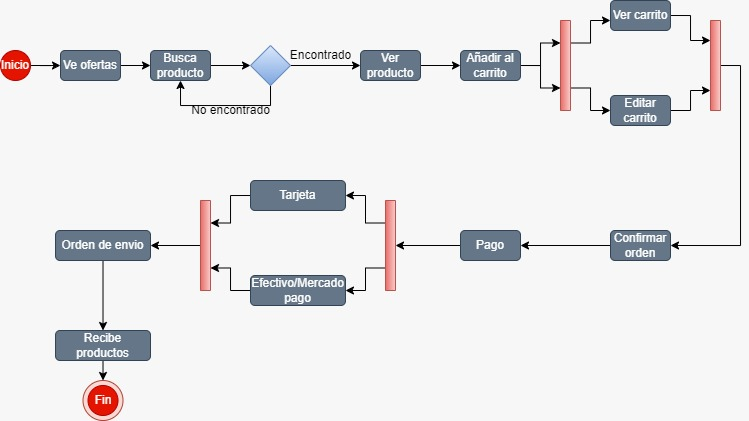 Inicio
Ve ofertas
Busca
producto
Encontrado
No encontrado
Ver
producto
Añadir al
carrito
Ver carrito
Editar
carrito
Confirmar
orden
Pago
Tarjeta
Efectivo/Mercado
pago
Orden de envio
Recibe
productos
Fin